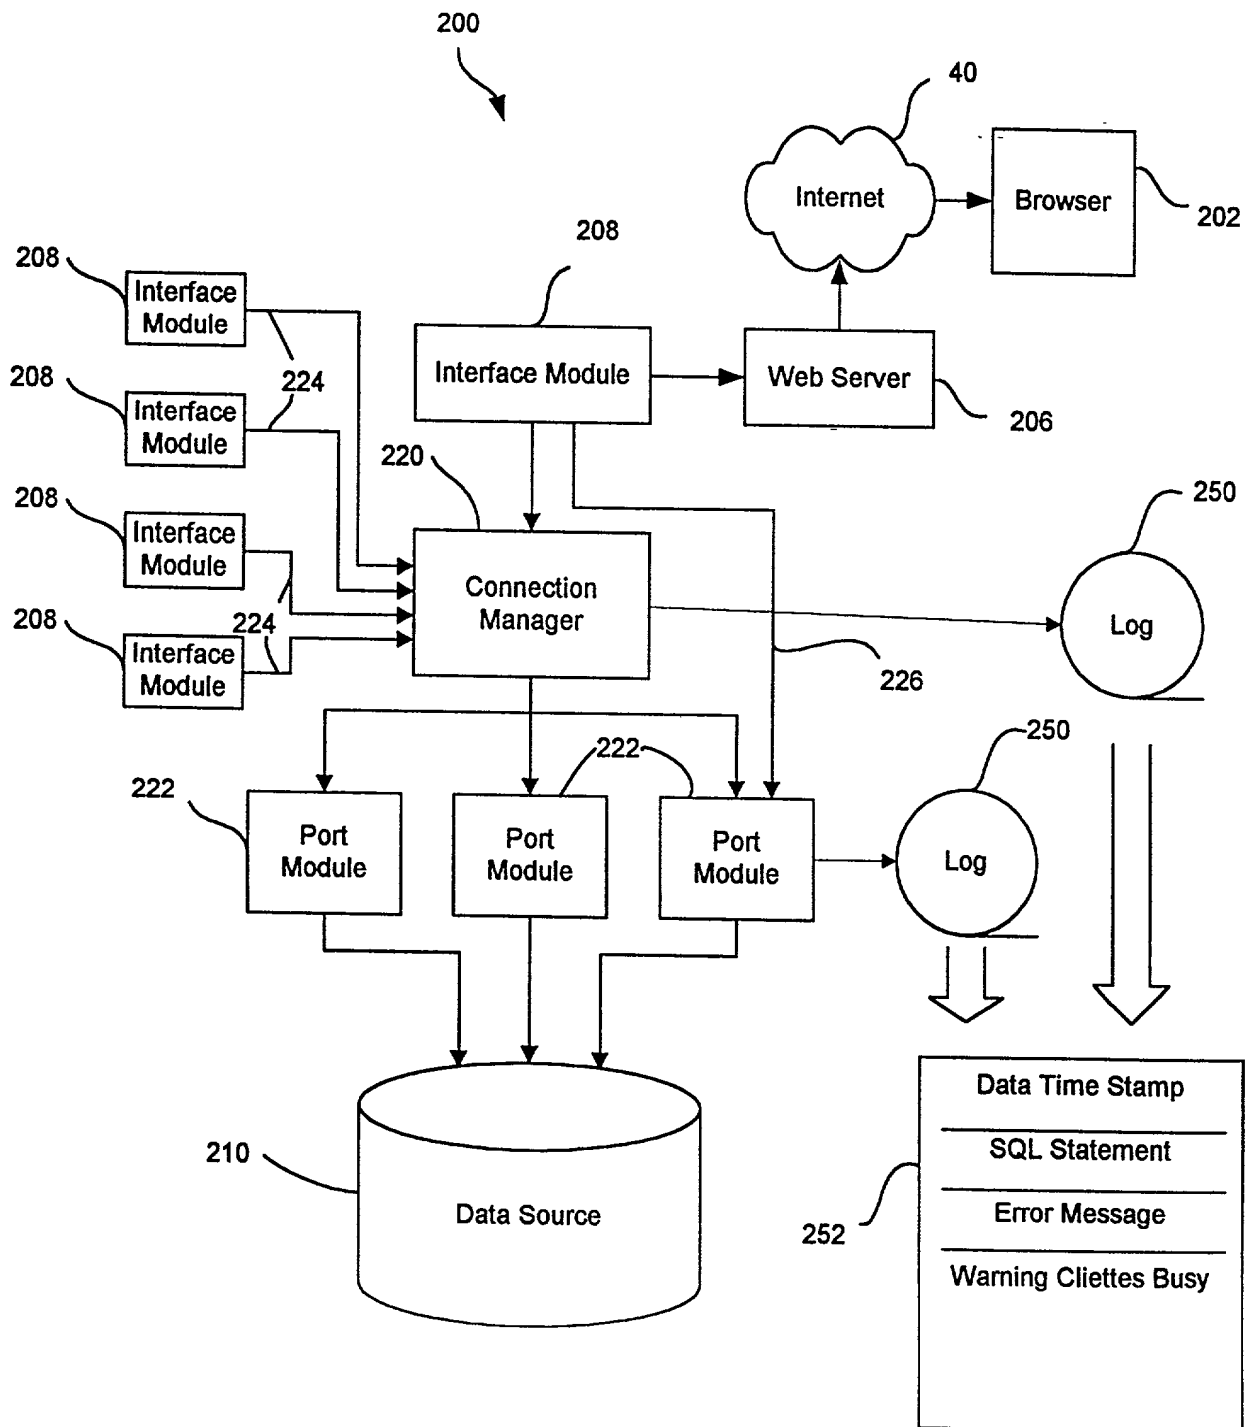 200
40
Internet
Browser
202
208
208
Interface
Module
Interface Module
Web Server
206
208
Interface
Module
224
220
208
Interface
Module
Connection
Manager
250
Log
208
Interface
Module
224
226
222
222
250
Port
Module
Port
Module
Port
Module
Log
210
Data Source
252
Data Time Stamp
SQL Statement
Error Message
Warning Cliettes Busy